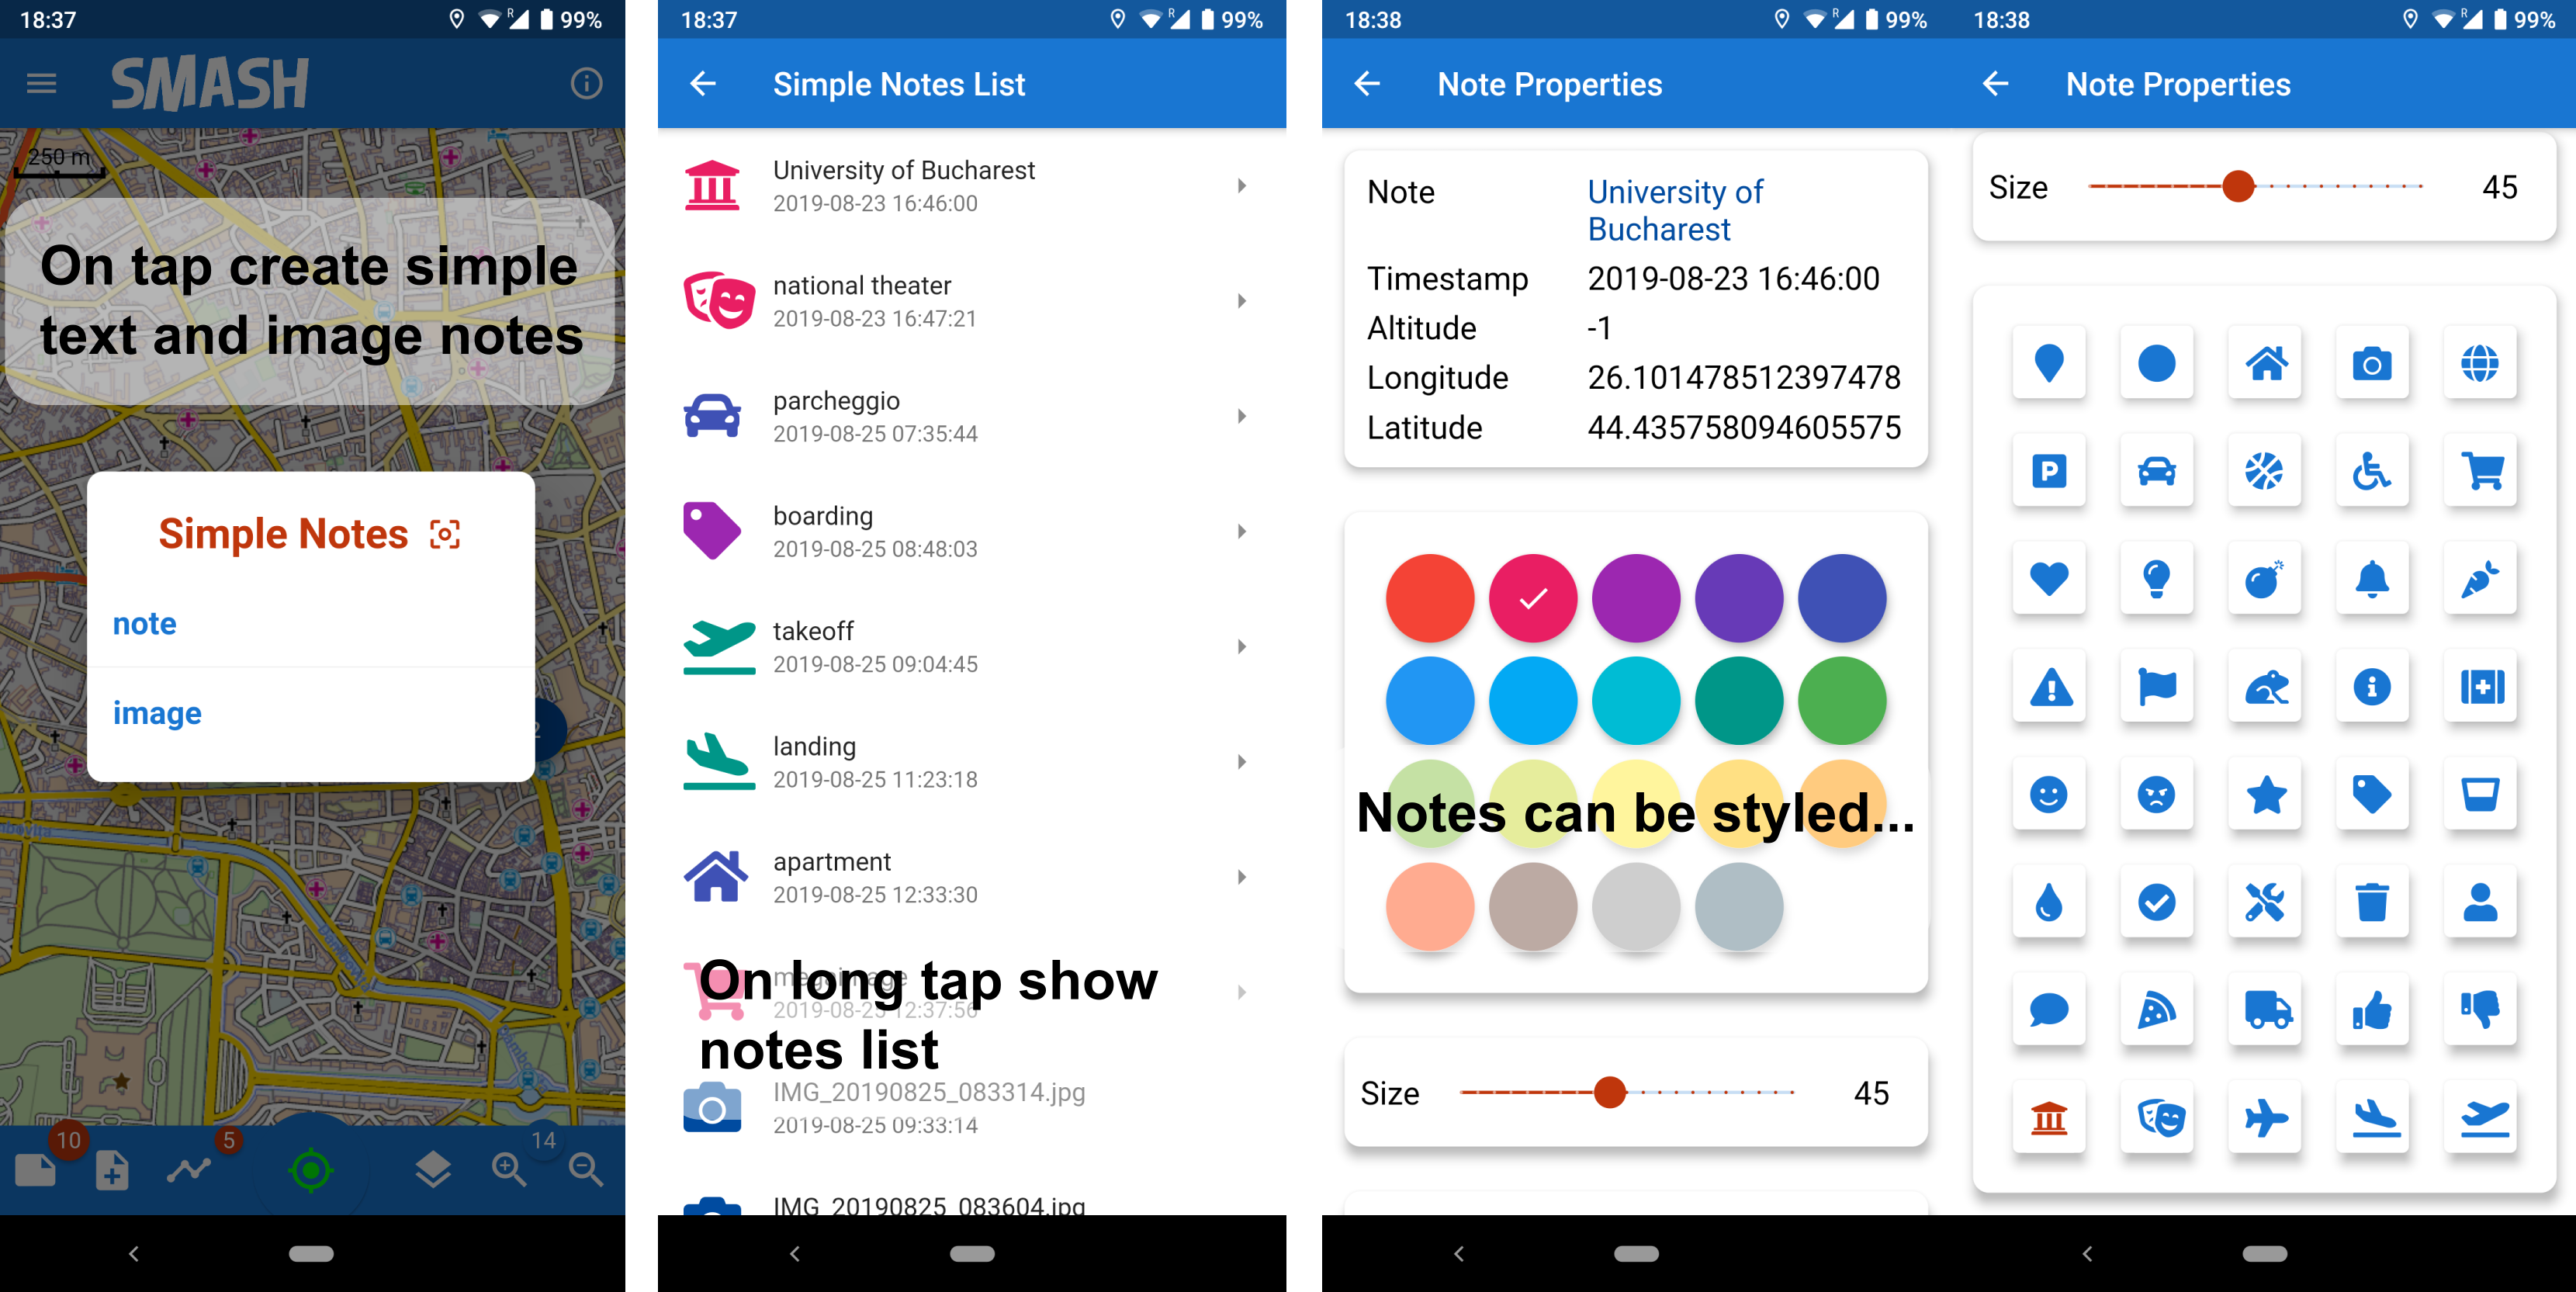 18:37
R
99%
SMASH
250 m
On tap create simple
text and image notes
Simple Notes
note
image
10
5
14
18:37
R
99%
Simple Notes List
University of Bucharest
2019-08-23 16:46:00
national theater
2019-08-23 16:47:21
parcheggio
2019-08-25 07:35:44
boarding
2019-08-25 08:48:03
takeoff
2019-08-25 09:04:45
landing
2019-08-25 11:23:18
apartment
2019-08-25 12:33:30
2019-08-25 12:37:56
On long tap show
notes list
IMG_20190825_083314.jpg
2019-08-25 09:33:14
IMG_20190825_083604.jpg
18:38
R
99%
Note Properties
Note University of
Bucharest
Timestamp 2019-08-23 16:46:00
Altitude -1
Longitude 26.101478512397478
Latitude 44.435758094605575
Notes can be styled...
Size 45
18:38
R
99%
Note Properties
Size 45
P